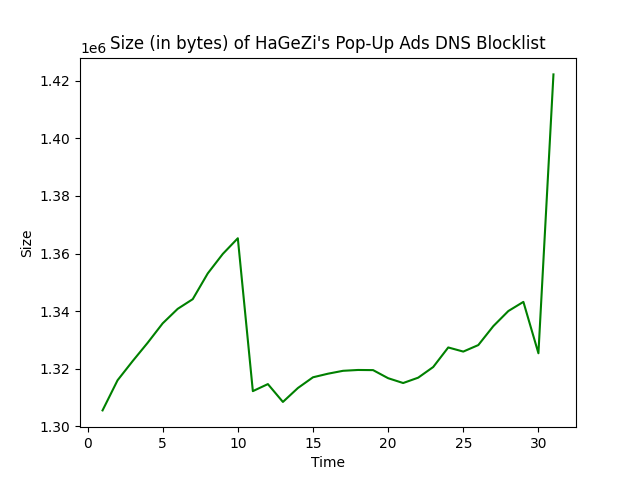 Size (in bytes) of HaGeZi's Pop-Up Ads DNS Blocklist
1e6
1.42
1.40
1.38
1.36
1.34
1.32
1.30
Size
0 5 10 15 20 25 30
Time